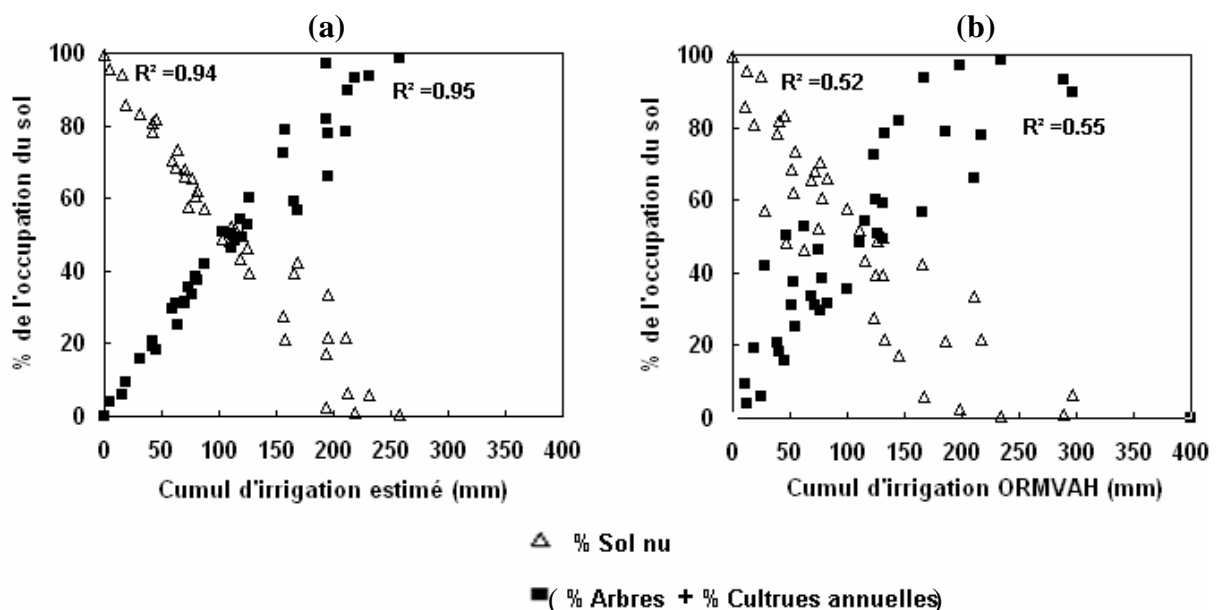 (a)
(b)
100
80
60
40
20
0
% de l'occupation du sol
R² =0.94
R² =0.95
0 50 100 150 200 250 300 350 400
Cumul d'irrigation estimé (mm)
100
80
60
40
20
0
% de l'occupation du sol
R² =0.52
R² =0.55
0 50 100 150 200 250 300 350 400
Cumul d'irrigation ORMVAH (mm)
% Sol nu
( % Arbres + % Cultrues annuelles)